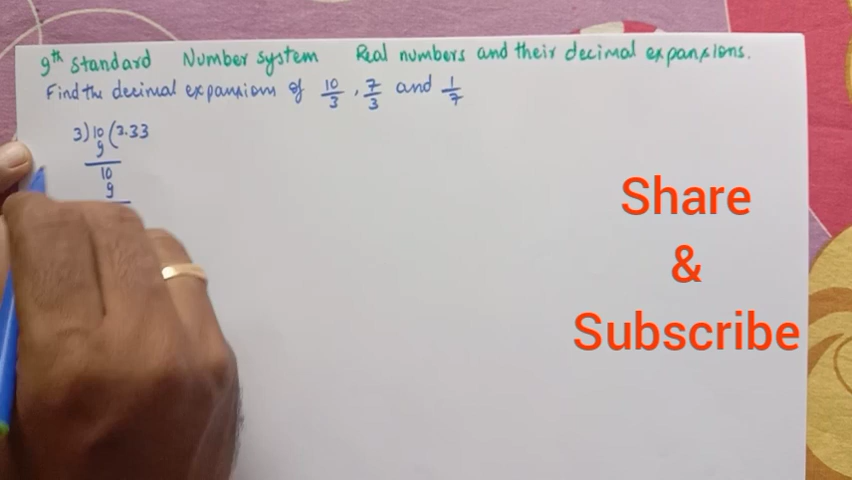 9th Standard Number system Real numbers and their decimal expansions.
Find the decimal expansions of 10/3, 7/3 and 1/7
3)10(3.33
9
10
9
Share
&
Subscribe